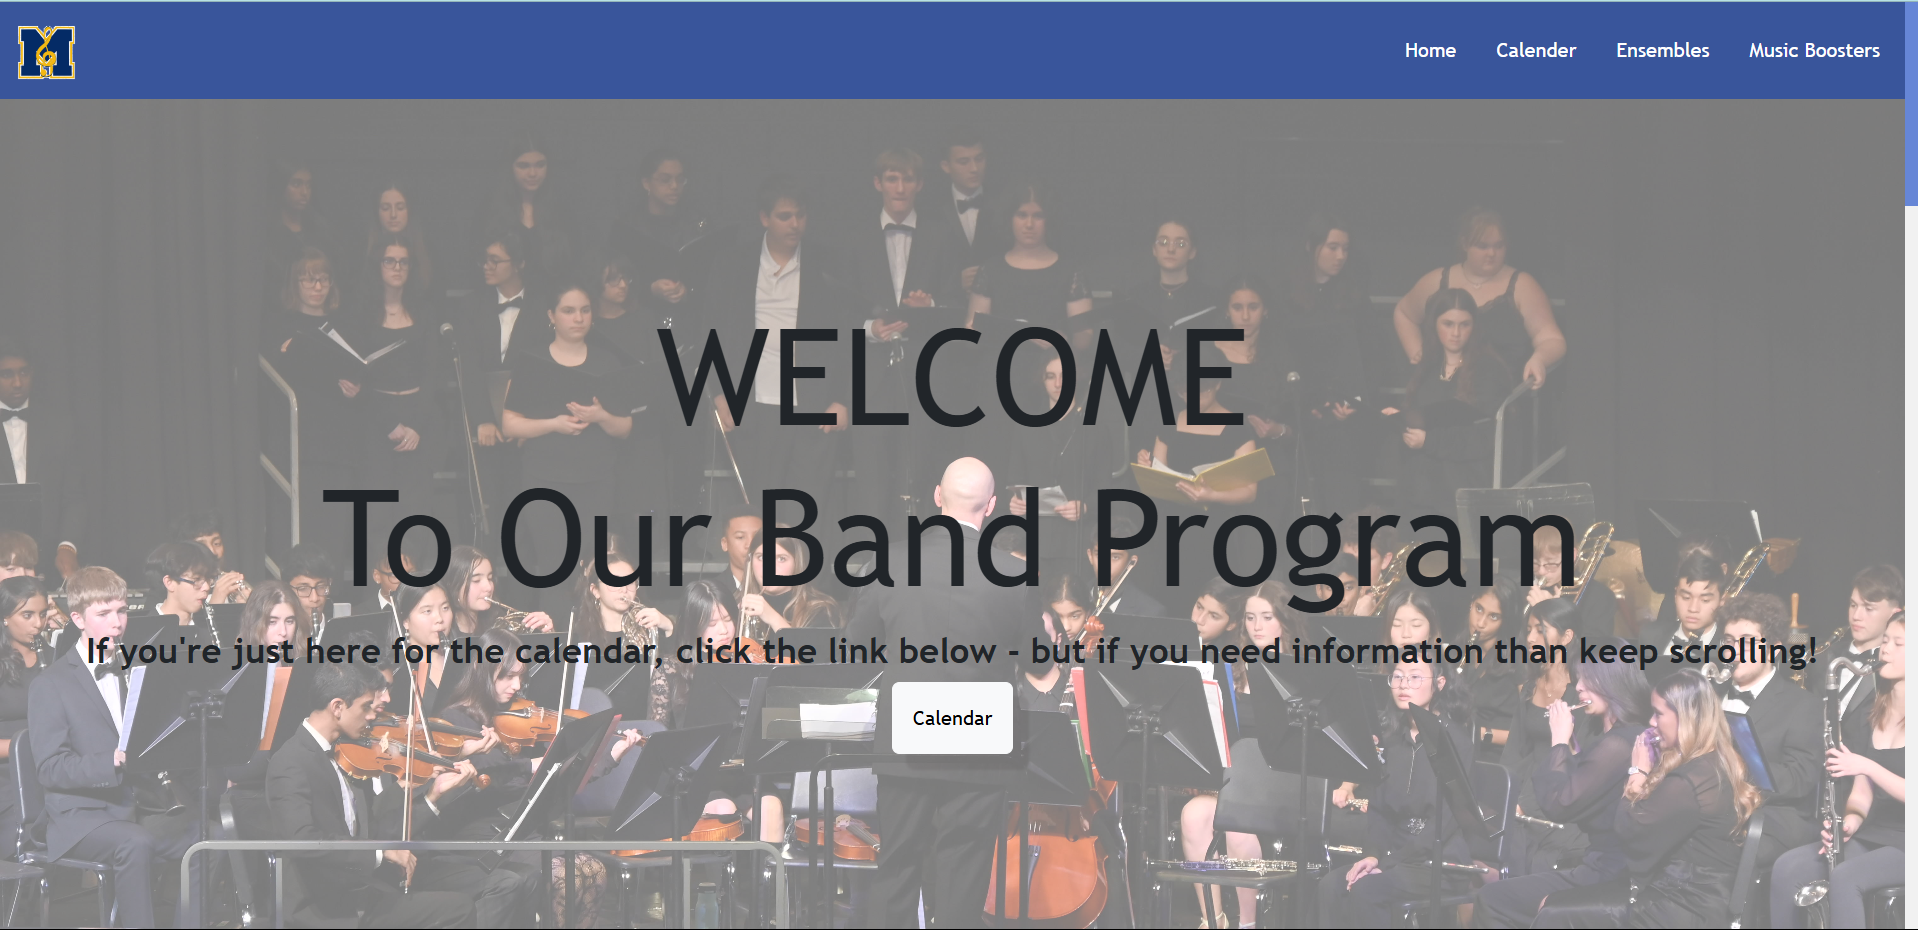 M
Home Calender Ensembles Music Boosters
WELCOME
To Our Band Program
If you're just here for the calendar, click the link below - but if you need information than keep scrolling!
Calendar